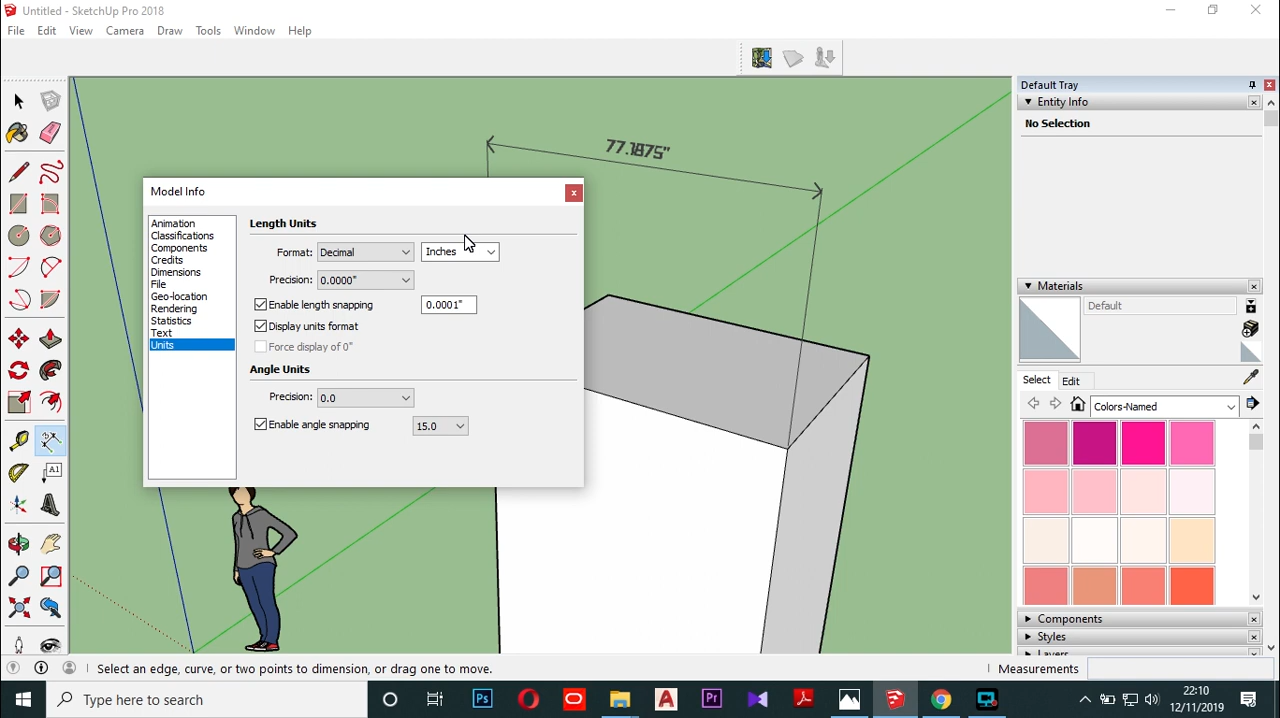 Untitled - SketchUp Pro 2018
File Edit View Camera Draw Tools Window Help
Default Tray
Entity Info
No Selection
77.1875"
Model Info
Animation
Classifications
Components
Credits
Dimensions
File
Geo-location
Rendering
Statistics
Text
Units
Length Units
Format: Decimal Inches
Precision: 0.0000"
Enable length snapping 0.0001"
Display units format
Force display of 0"
Angle Units
Precision: 0.0
Enable angle snapping 15.0
Materials
Default
Select Edit
Colors-Named
Components
Styles
Layers
A1
Select an edge, curve, or two points to dimension, or drag one to move.
Measurements
Type here to search
Ps
Pr
22:10
12/11/2019